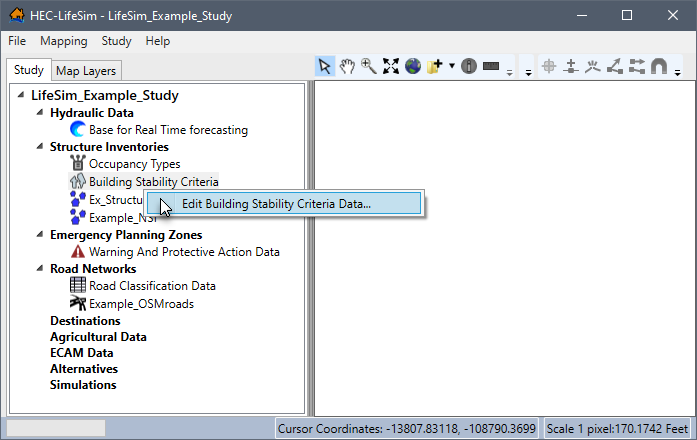 HEC-LifeSim - LifeSim_Example_Study
File Mapping Study Help
Study Map Layers
LifeSim_Example_Study
Hydraulic Data
Base for Real Time forecasting
Structure Inventories
Occupancy Types
Building Stability Criteria
Ex_Structu
Edit Building Stability Criteria Data...
Example_NSI
Emergency Planning Zones
Warning And Protective Action Data
Road Networks
Road Classification Data
Example_OSMroads
Destinations
Agricultural Data
ECAM Data
Alternatives
Simulations
Cursor Coordinates: -13807.83118, -108790.3699 Scale 1 pixel:170.1742 Feet